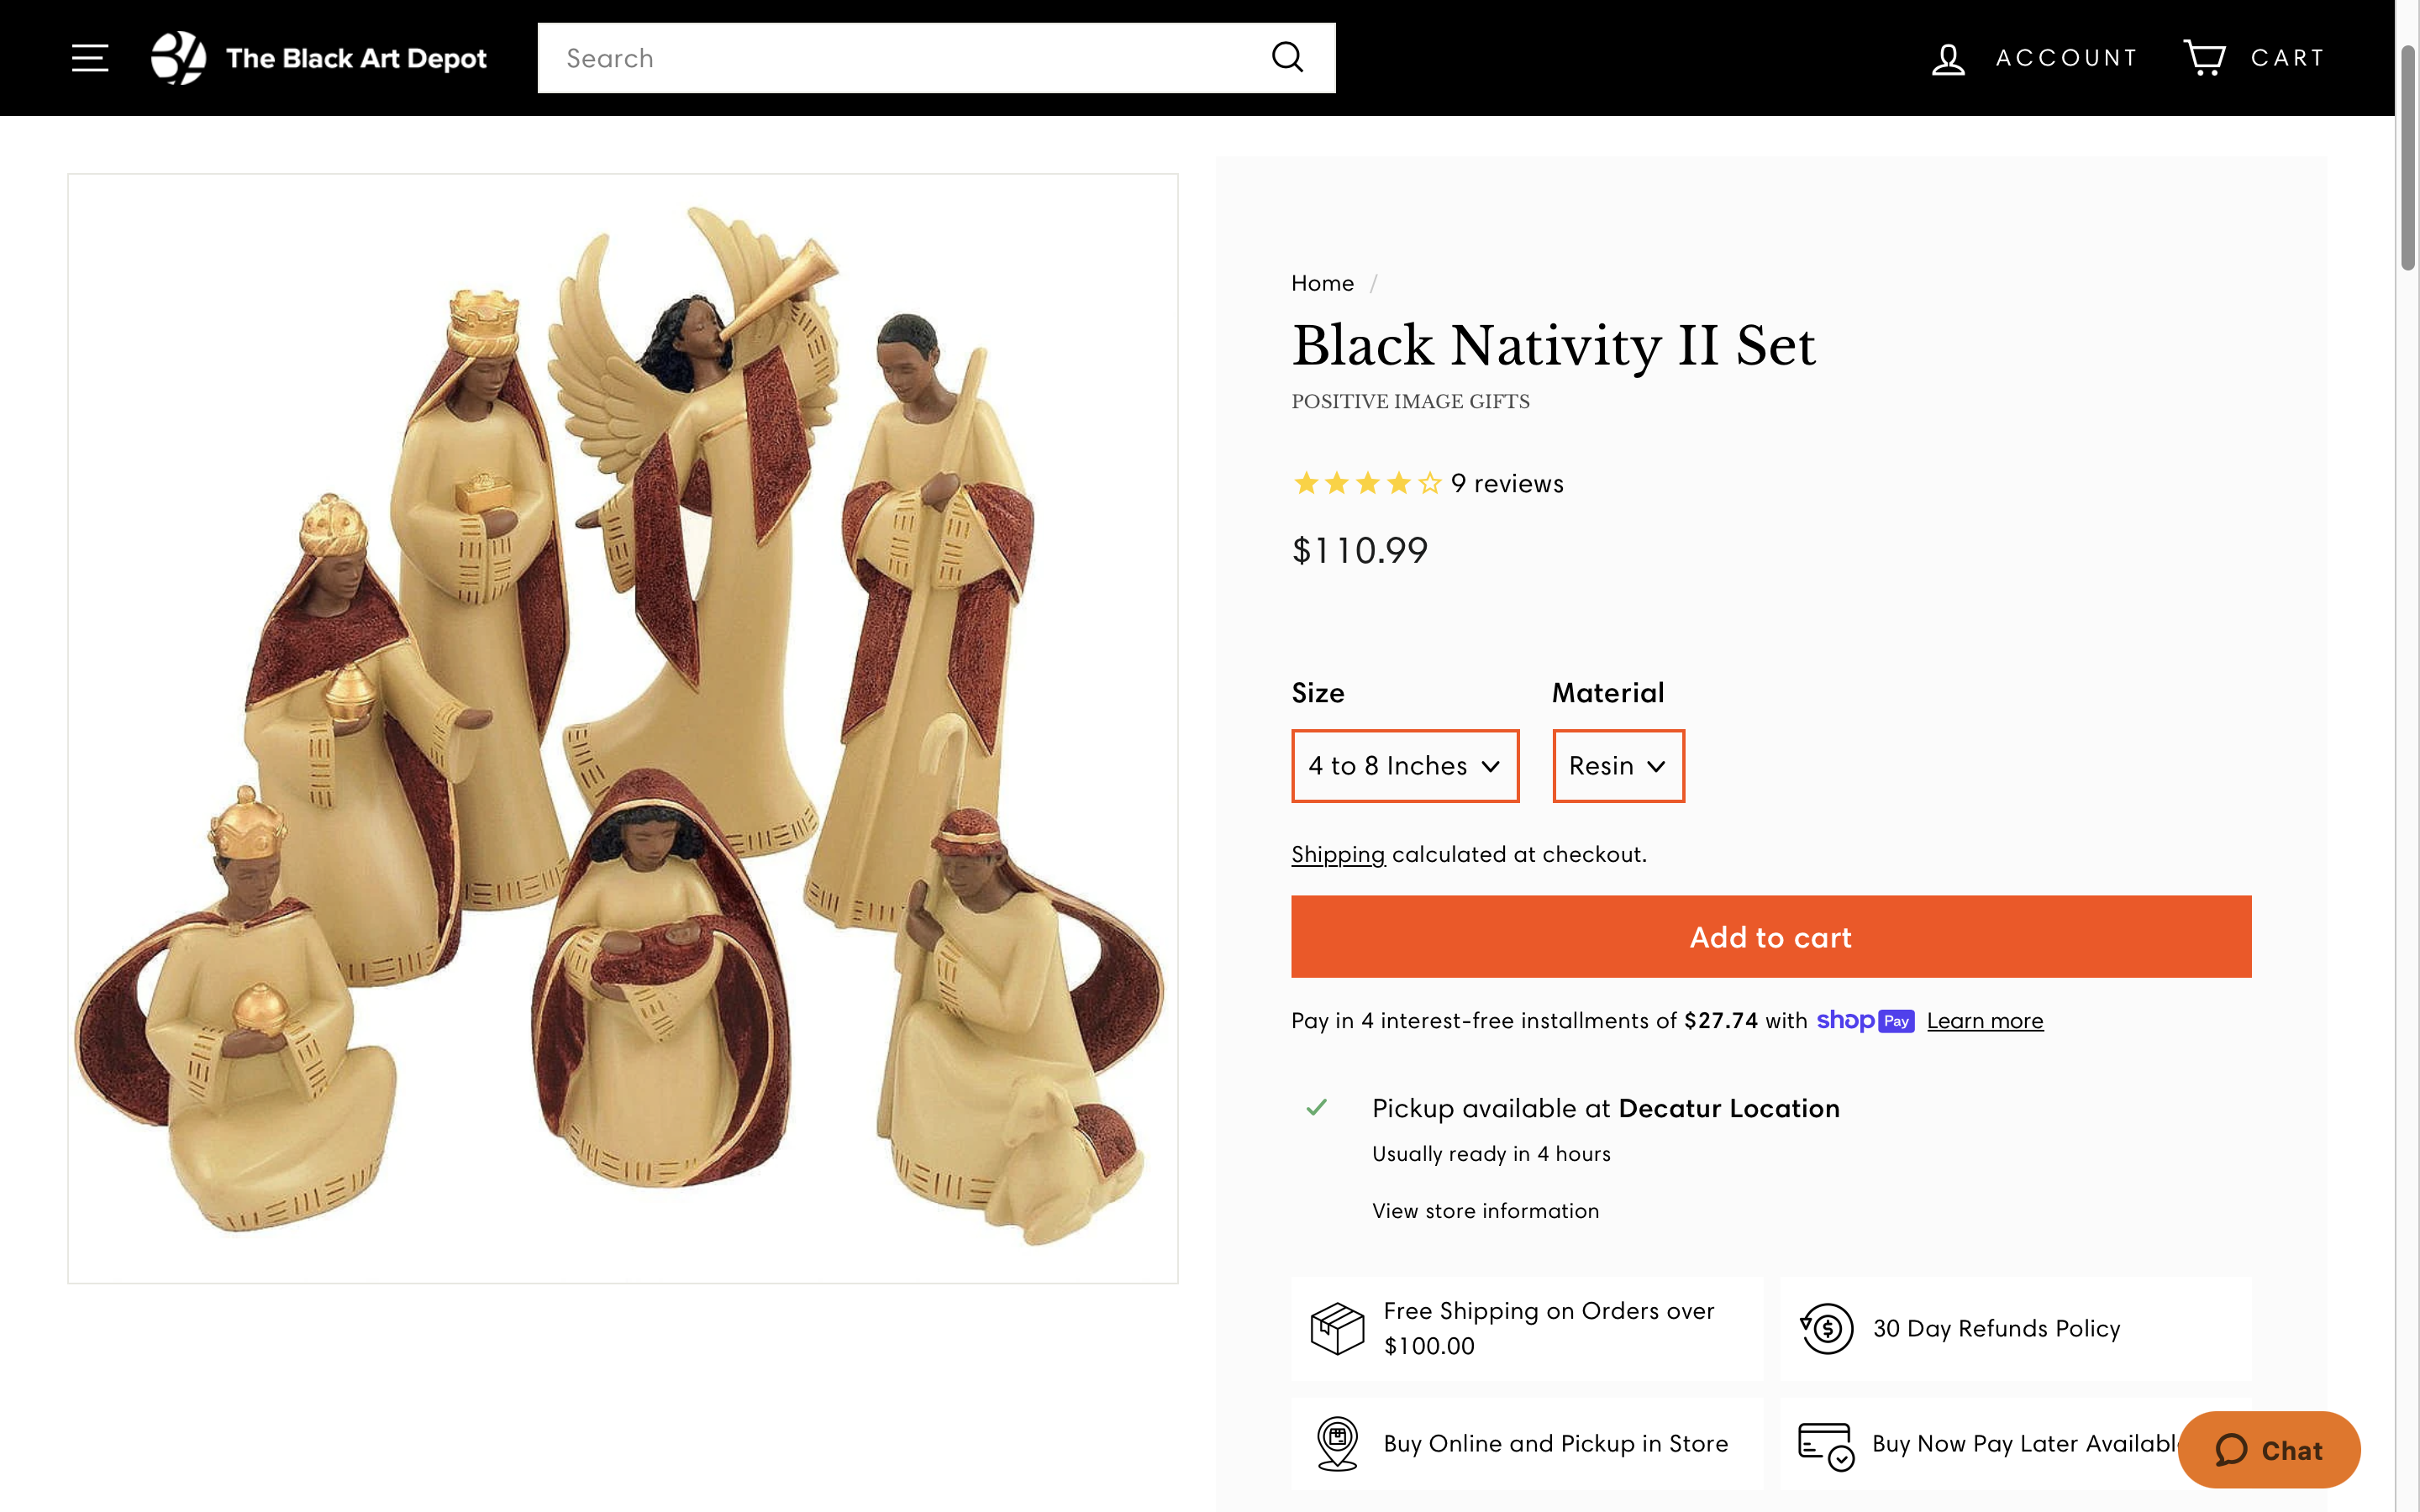 The Black Art Depot
Search
ACCOUNT
CART
Home /
Black Nativity II Set
POSITIVE IMAGE GIFTS
9 reviews
$110.99
Size
Material
4 to 8 Inches
Resin
Shipping calculated at checkout.
Add to cart
Pay in 4 interest-free installments of $27.74 with shop Pay Learn more
Pickup available at Decatur Location
Usually ready in 4 hours
View store information
Free Shipping on Orders over
$100.00
30 Day Refunds Policy
Buy Online and Pickup in Store
Buy Now Pay Later Availabl
Chat